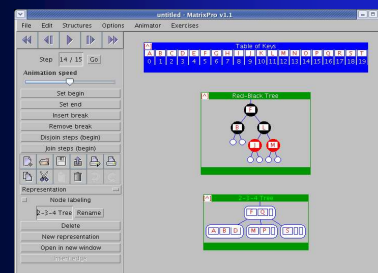 untitled - MatrixPro v1.1
File Edit Structures Options Animator Exercises
Step 14 / 15 Go
Animation speed
Set begin
Set end
Insert break
Remove break
Disjoin steps (begin)
Join steps (begin)
Representation
Node labeling
2-3-4 Tree Rename
Delete
New representation
Open in new window
Insert edge
Table of Keys
A B C D E F G H I J K L M N O P Q R S T
0 1 2 3 4 5 6 7 8 9 10 11 12 13 14 15 16 17 18 19
Red-Black Tree
F
B L
J M
2-3-4 Tree
F Q
A B D M P S